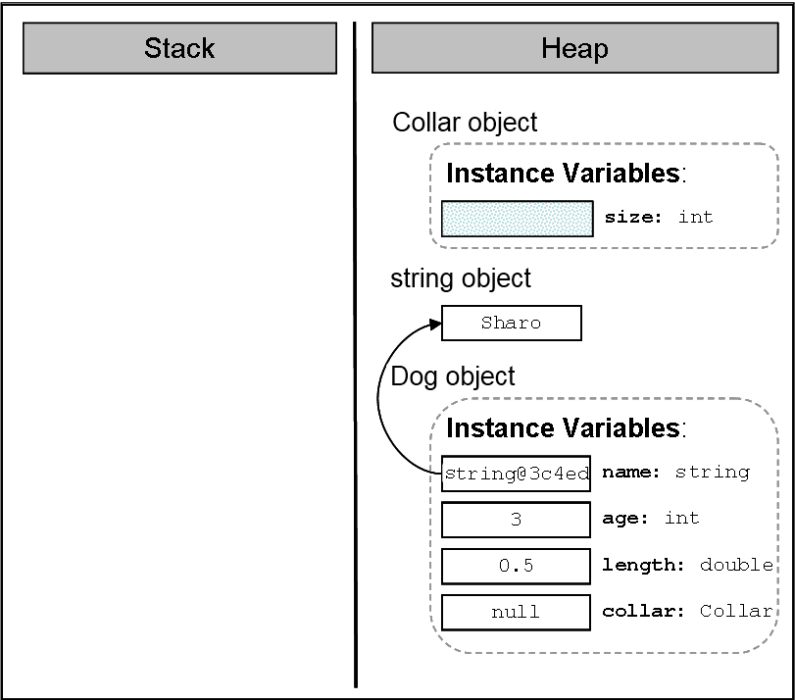 Stack
Heap
Collar object
Instance Variables:
size: int
string object
Sharo
Dog object
Instance Variables:
string@3c4ed name: string
3 age: int
0.5 length: double
null collar: Collar